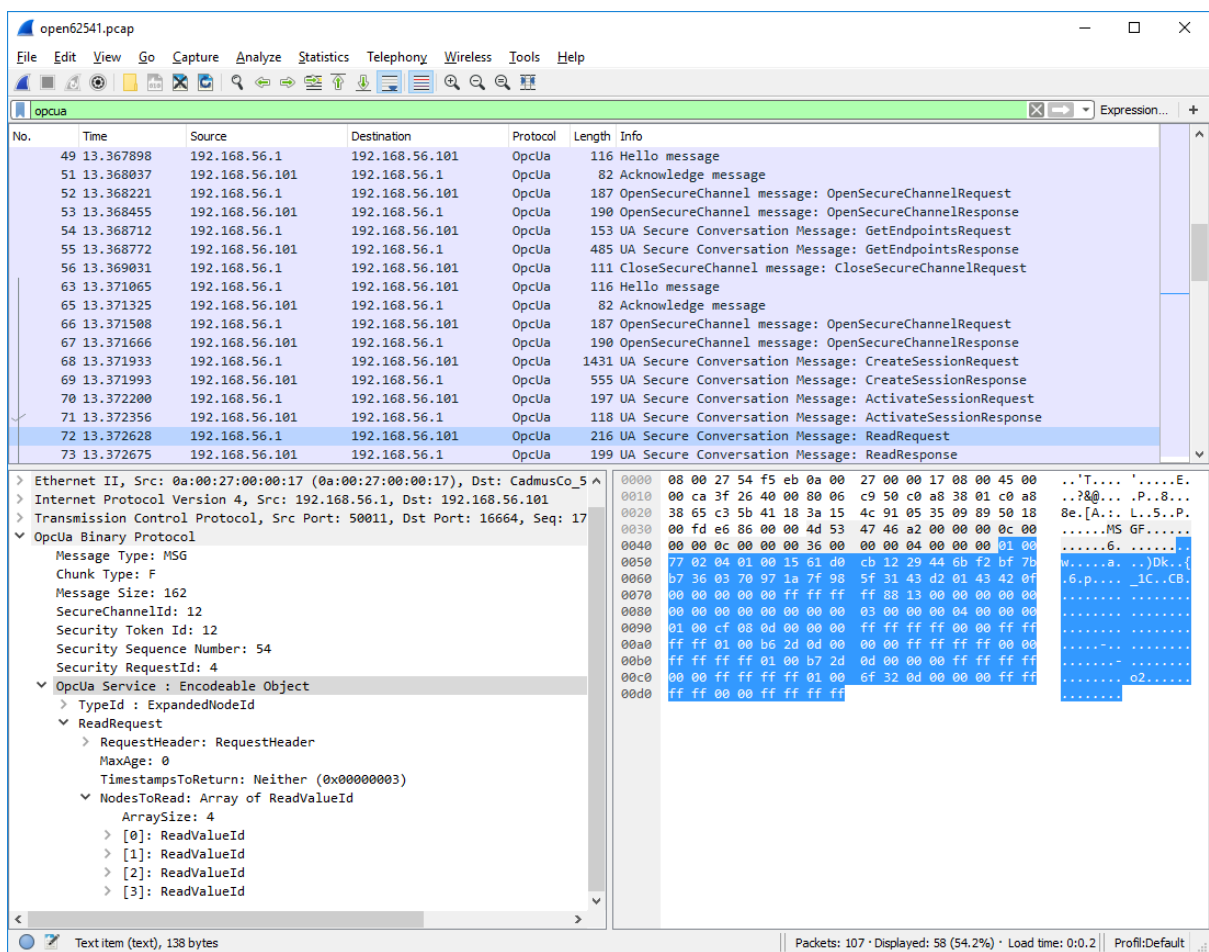 open62541.pcap
File Edit View Go Capture Analyze Statistics Telephony Wireless Tools Help
opcua Expression... +
No. Time Source Destination Protocol Length Info
49 13.367898 192.168.56.1 192.168.56.101 OpcUa 116 Hello message
51 13.368037 192.168.56.101 192.168.56.1 OpcUa 82 Acknowledge message
52 13.368221 192.168.56.1 192.168.56.101 OpcUa 187 OpenSecureChannel message: OpenSecureChannelRequest
53 13.368455 192.168.56.101 192.168.56.1 OpcUa 190 OpenSecureChannel message: OpenSecureChannelResponse
54 13.368712 192.168.56.1 192.168.56.101 OpcUa 153 UA Secure Conversation Message: GetEndpointsRequest
55 13.368772 192.168.56.101 192.168.56.1 OpcUa 485 UA Secure Conversation Message: GetEndpointsResponse
56 13.369031 192.168.56.1 192.168.56.101 OpcUa 111 CloseSecureChannel message: CloseSecureChannelRequest
63 13.371065 192.168.56.1 192.168.56.101 OpcUa 116 Hello message
65 13.371325 192.168.56.101 192.168.56.1 OpcUa 82 Acknowledge message
66 13.371508 192.168.56.1 192.168.56.101 OpcUa 187 OpenSecureChannel message: OpenSecureChannelRequest
67 13.371666 192.168.56.101 192.168.56.1 OpcUa 190 OpenSecureChannel message: OpenSecureChannelResponse
68 13.371933 192.168.56.1 192.168.56.101 OpcUa 1431 UA Secure Conversation Message: CreateSessionRequest
69 13.371993 192.168.56.101 192.168.56.1 OpcUa 555 UA Secure Conversation Message: CreateSessionResponse
70 13.372200 192.168.56.1 192.168.56.101 OpcUa 197 UA Secure Conversation Message: ActivateSessionRequest
71 13.372356 192.168.56.101 192.168.56.1 OpcUa 118 UA Secure Conversation Message: ActivateSessionResponse
72 13.372628 192.168.56.1 192.168.56.101 OpcUa 216 UA Secure Conversation Message: ReadRequest
73 13.372675 192.168.56.101 192.168.56.1 OpcUa 199 UA Secure Conversation Message: ReadResponse
Ethernet II, Src: 0a:00:27:00:00:17 (0a:00:27:00:00:17), Dst: CadmusCo_5
Internet Protocol Version 4, Src: 192.168.56.1, Dst: 192.168.56.101
Transmission Control Protocol, Src Port: 50011, Dst Port: 16664, Seq: 17
OpcUa Binary Protocol
Message Type: MSG
Chunk Type: F
Message Size: 162
SecureChannelId: 12
Security Token Id: 12
Security Sequence Number: 54
Security RequestId: 4
OpcUa Service : Encodeable Object
TypeId : ExpandedNodeId
ReadRequest
RequestHeader: RequestHeader
MaxAge: 0
TimestampsToReturn: Neither (0x00000003)
NodesToRead: Array of ReadValueId
ArraySize: 4
[0]: ReadValueId
[1]: ReadValueId
[2]: ReadValueId
[3]: ReadValueId
0000 08 00 27 54 f5 eb 0a 00 27 00 00 17 08 00 45 00 ..'T.... '.....E.
0010 00 ca 3f 26 40 00 80 06 c9 50 c0 a8 38 01 c0 a8 ..?&@... .P..8...
0020 38 65 c3 5b 41 18 3a 15 4c 91 05 35 09 89 50 18 8e.[A.:. L..5..P.
0030 00 fd e6 86 00 00 4d 53 47 46 a2 00 00 00 0c 00 ......MS GF......
0040 00 00 0c 00 00 00 36 00 00 00 04 00 00 00 01 00 ......6. ........
0050 77 02 04 01 00 15 61 d0 cb 12 29 44 6b f2 bf 7b w.....a. ..)Dk..{
0060 b7 36 03 70 97 1a 7f 98 5f 31 43 d2 01 43 42 0f .6.p.... _1C..CB.
0070 00 00 00 00 00 ff ff ff ff 88 13 00 00 00 00 00 ........ ........
0080 00 00 00 00 00 00 00 00 03 00 00 00 04 00 00 00 ........ ........
0090 01 00 cf 08 0d 00 00 00 ff ff ff ff 00 00 ff ff ........ ........
00a0 ff ff 01 00 b6 2d 0d 00 00 00 ff ff ff ff 00 00 .....-.. ........
00b0 ff ff ff ff 01 00 b7 2d 0d 00 00 00 ff ff ff ff .......- ........
00c0 00 00 ff ff ff ff 01 00 6f 32 0d 00 00 00 ff ff ........ o2......
00d0 ff ff 00 00 ff ff ff ff ........
Text item (text), 138 bytes Packets: 107 · Displayed: 58 (54.2%) · Load time: 0:0.2 Profil:Default